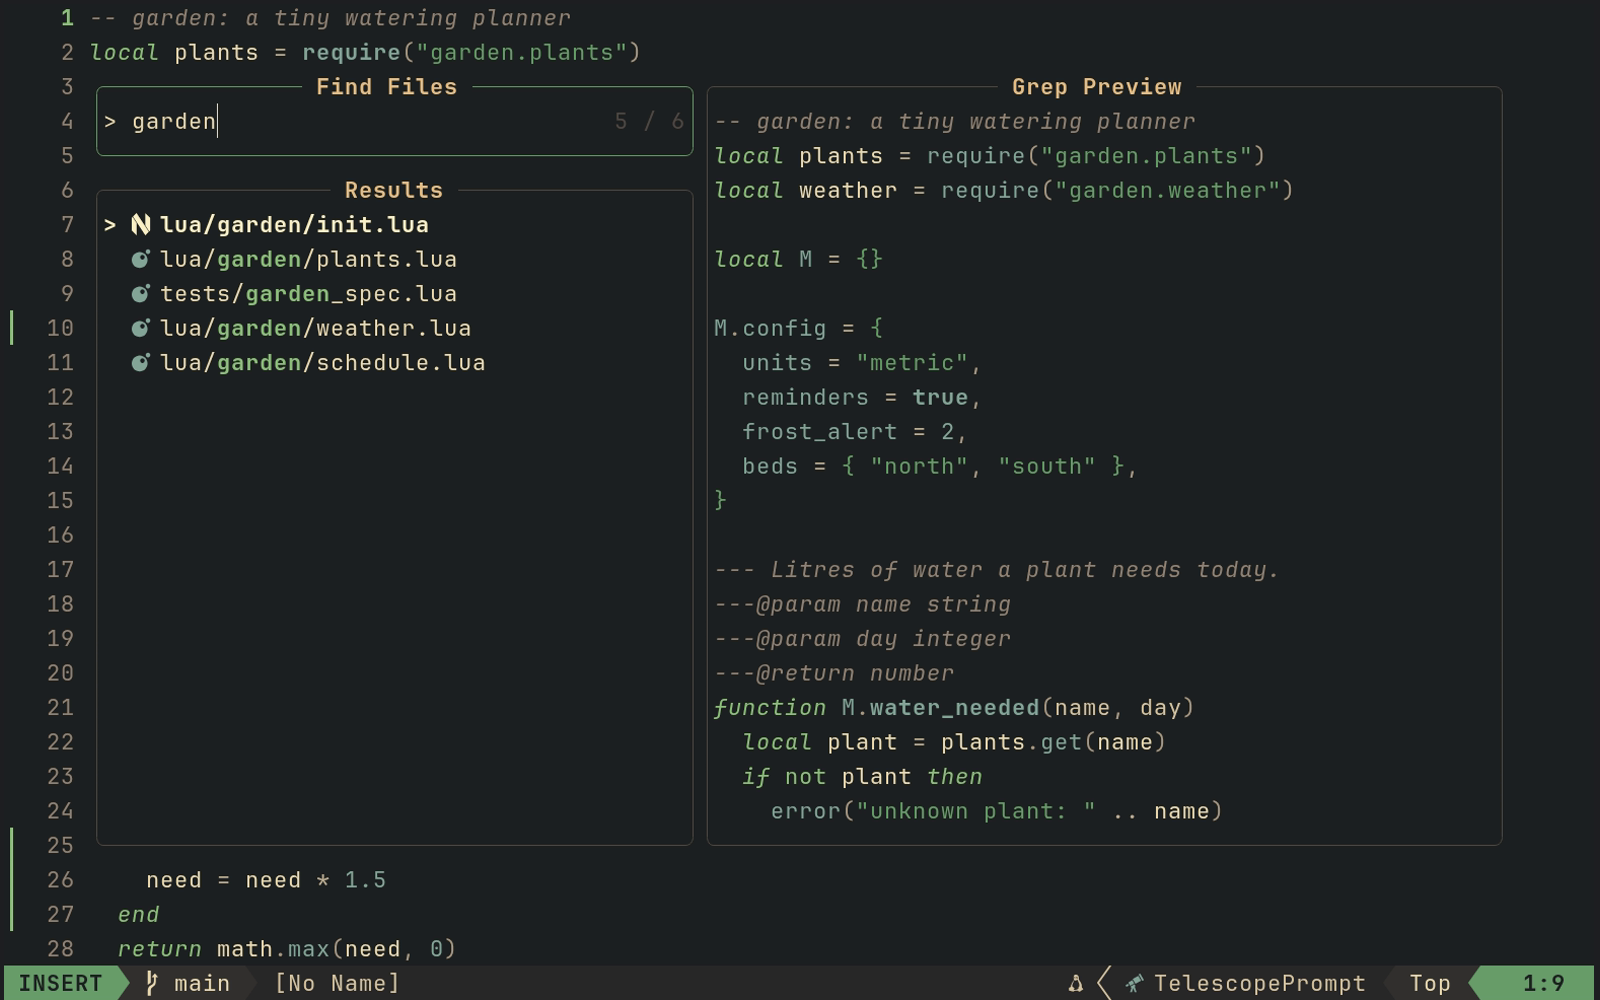 1 -- garden: a tiny watering planner
2 local plants = require("garden.plants")
3 Find Files
4 > garden 5 / 6
5
6 Results
7 > lua/garden/init.lua
8 lua/garden/plants.lua
9 tests/garden_spec.lua
10 lua/garden/weather.lua
11 lua/garden/schedule.lua
12
13
14
15
16
17
18
19
20
21
22
23
24
25
Grep Preview
-- garden: a tiny watering planner
local plants = require("garden.plants")
local weather = require("garden.weather")
local M = {}
M.config = {
  units = "metric",
  reminders = true,
  frost_alert = 2,
  beds = { "north", "south" },
}
--- Litres of water a plant needs today.
---@param name string
---@param day integer
---@return number
function M.water_needed(name, day)
  local plant = plants.get(name)
  if not plant then
    error("unknown plant: " .. name)
26     need = need * 1.5
27   end
28   return math.max(need, 0)
INSERT main [No Name] TelescopePrompt Top 1:9